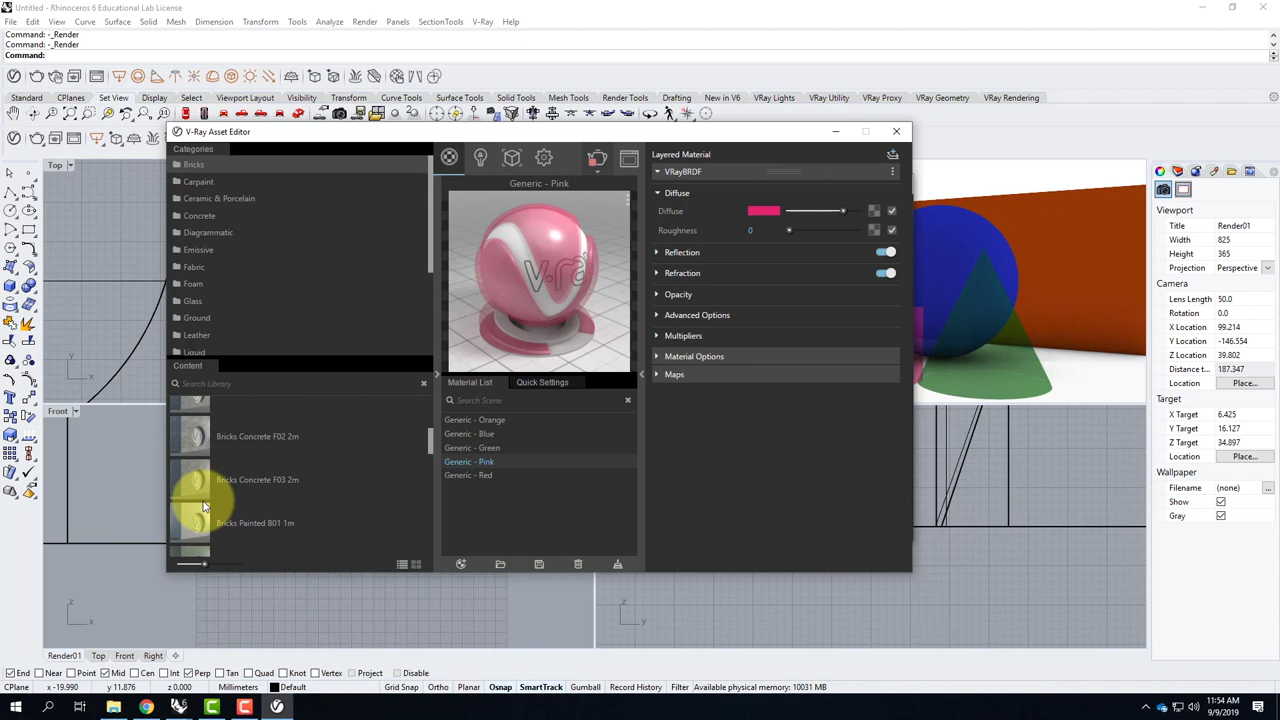 Untitled - Rhinoceros 6 Educational Lab License
File Edit View Curve Surface Solid Mesh Dimension Transform Tools Analyze Render Panels SectionTools V-Ray Help
Command: -_Render
Command: -_Render
Command:
Standard CPlanes Set View Display Select Viewport Layout Visibility Transform Curve Tools Surface Tools Solid Tools Mesh Tools Render Tools Drafting New in V6 VRay Lights VRay Utility VRay Proxy VRay Geometry VRay Rendering
V-Ray Asset Editor
Categories
Bricks
Carpaint
Ceramic & Porcelain
Concrete
Diagrammatic
Emissive
Fabric
Foam
Glass
Ground
Leather
Liquid
Content
Search Library
Bricks Concrete F02 2m
Bricks Concrete F03 2m
Bricks Painted B01 1m
Generic - Pink
Material List Quick Settings
Search Scene
Generic - Orange
Generic - Blue
Generic - Green
Generic - Pink
Generic - Red
Layered Material
VRayBRDF
Diffuse
Diffuse
Roughness 0
Reflection
Refraction
Opacity
Advanced Options
Multipliers
Material Options
Maps
Top
Front
Viewport
Title Render01
Width 825
Height 365
Projection Perspective
Camera
Lens Length 50.0
Rotation 0.0
X Location 99.214
Y Location -146.554
Z Location 39.802
Distance t... 187.347
Location Place...
Target
X Target 6.425
Y Target 16.127
Z Target 34.897
Location Place...
Wallpaper
Filename (none) ...
Show
Gray
Render01 Top Front Right
End Near Point Mid Cen Int Perp Tan Quad Knot Vertex Project Disable
CPlane x -19.990 y 11.876 z 0.000 Millimeters Default Grid Snap Ortho Planar Osnap SmartTrack Gumball Record History Filter Available physical memory: 10031 MB
11:54 AM
9/9/2019